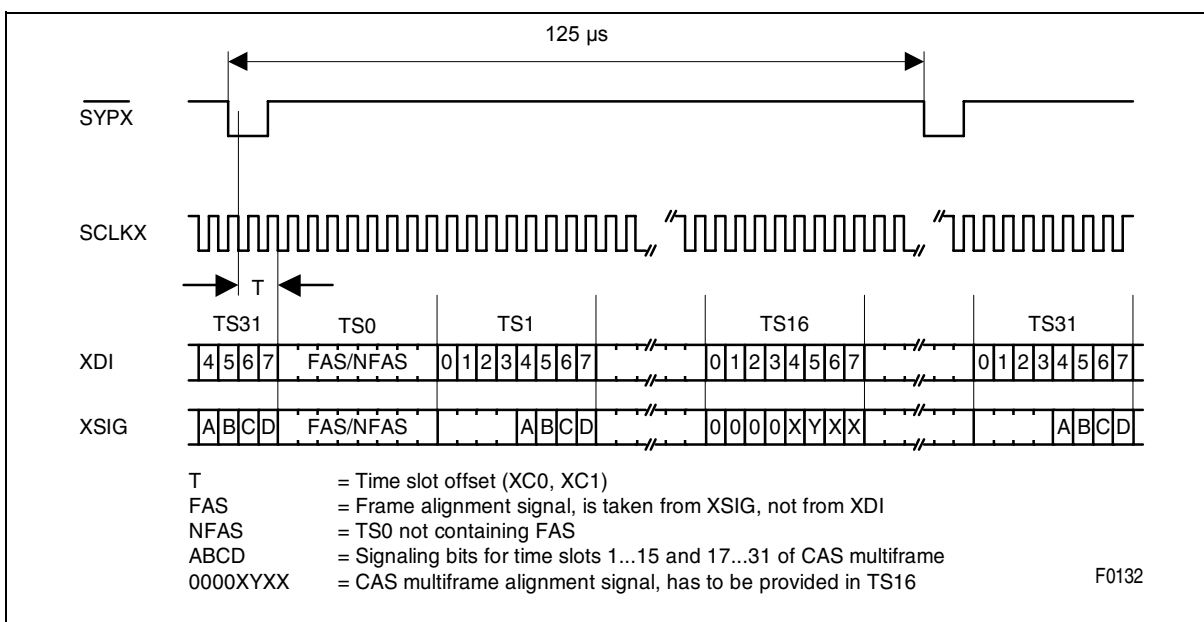 125 µs
SYPX
SCLKX
T
TS31 TS0 TS1 TS16 TS31
XDI 4 5 6 7 FAS/NFAS 0 1 2 3 4 5 6 7 0 1 2 3 4 5 6 7 0 1 2 3 4 5 6 7
XSIG A B C D FAS/NFAS A B C D 0 0 0 0 X Y X X A B C D
T = Time slot offset (XC0, XC1)
FAS = Frame alignment signal, is taken from XSIG, not from XDI
NFAS = TS0 not containing FAS
ABCD = Signaling bits for time slots 1...15 and 17...31 of CAS multiframe
0000XYXX = CAS multiframe alignment signal, has to be provided in TS16
F0132